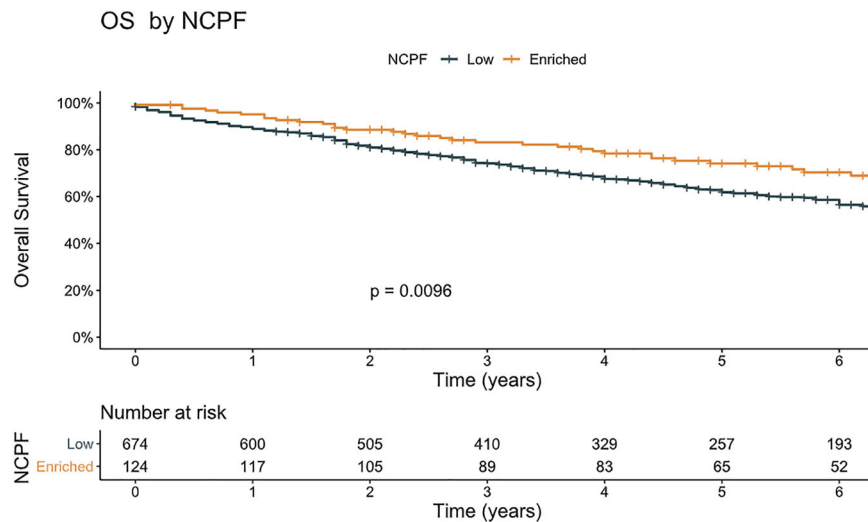 OS by NCPF
NCPF Low Enriched
100%
80%
60%
40%
20%
0%
Overall Survival
p = 0.0096
0 1 2 3 4 5 6
Time (years)
Number at risk
NCPF
Low 674 600 505 410 329 257 193
Enriched 124 117 105 89 83 65 52
0 1 2 3 4 5 6
Time (years)